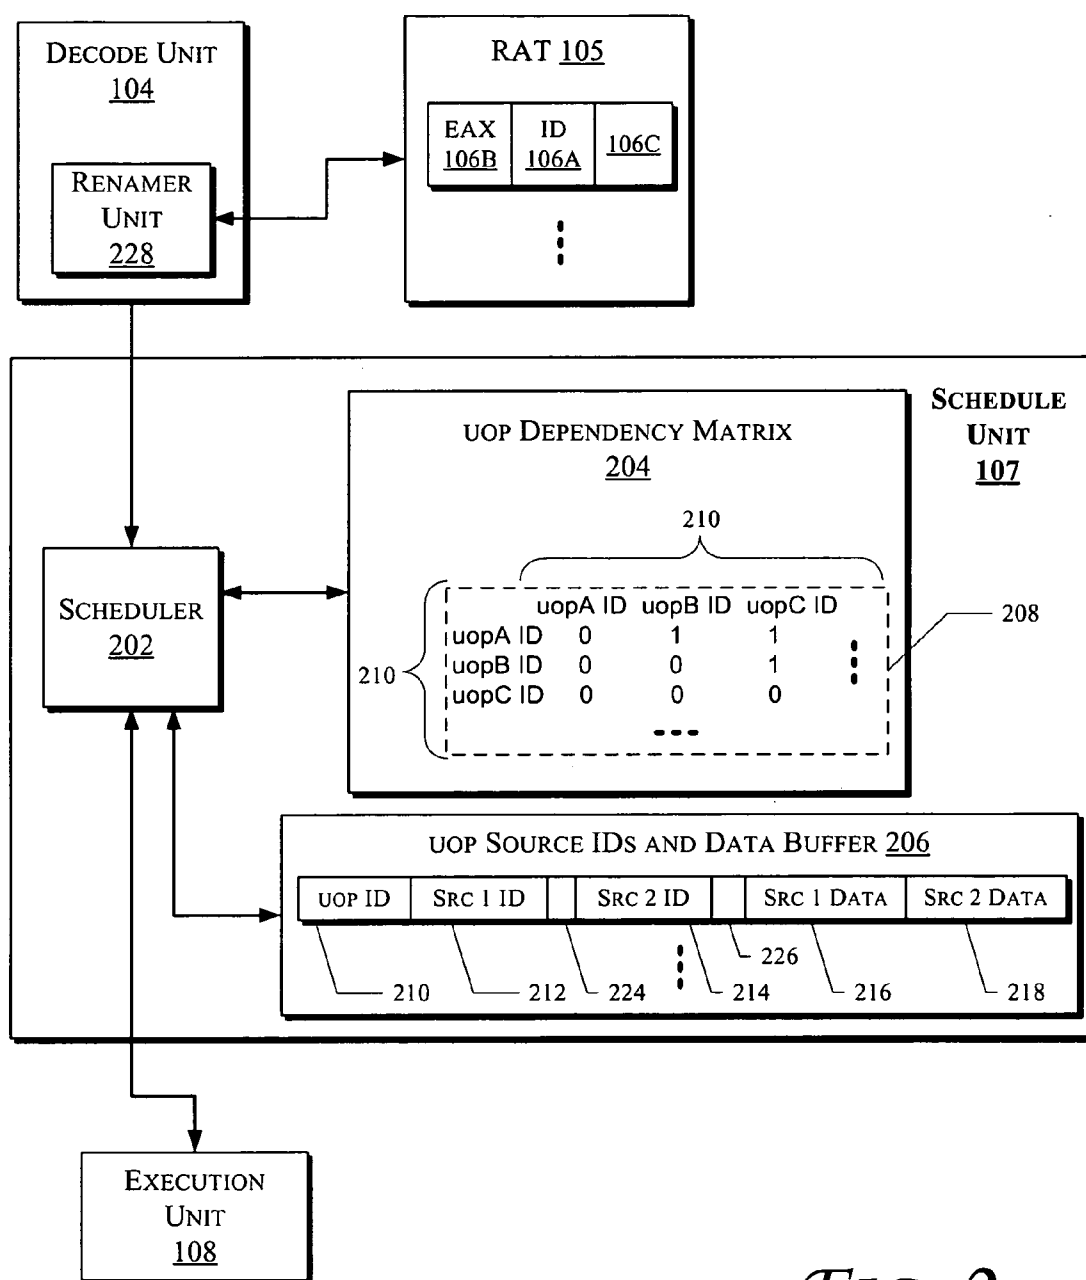 DECODE UNIT
104
RENAMER
UNIT
228
RAT 105
EAX
106B
ID
106A
106C
SCHEDULE
UNIT
107
UOP DEPENDENCY MATRIX
204
210
uopA ID uopB ID uopC ID
uopA ID 0 1 1
uopB ID 0 0 1
uopC ID 0 0 0
210
208
SCHEDULER
202
UOP SOURCE IDS AND DATA BUFFER 206
UOP ID SRC 1 ID SRC 2 ID SRC 1 DATA SRC 2 DATA
226
210 212 224 214 216 218
EXECUTION
UNIT
108